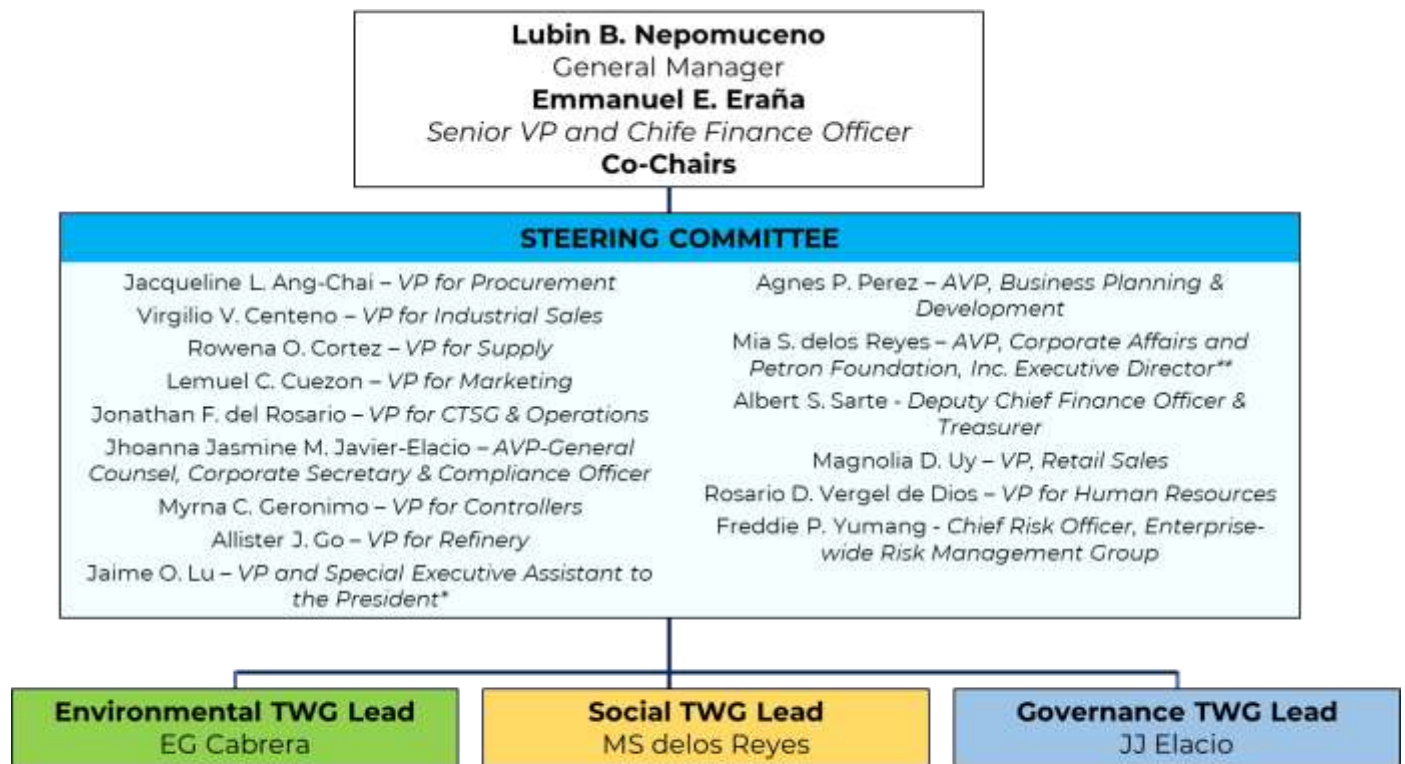 Lubin B. Nepomuceno
General Manager
Emmanuel E. Eraña
Senior VP and Chife Finance Officer
Co-Chairs
STEERING COMMITTEE
Jacqueline L. Ang-Chai – VP for Procurement
Virgilio V. Centeno – VP for Industrial Sales
Rowena O. Cortez – VP for Supply
Lemuel C. Cuezon – VP for Marketing
Jonathan F. del Rosario – VP for CTSG & Operations
Jhoanna Jasmine M. Javier-Elacio – AVP-General
Counsel, Corporate Secretary & Compliance Officer
Myrna C. Geronimo – VP for Controllers
Allister J. Go – VP for Refinery
Jaime O. Lu – VP and Special Executive Assistant to
the President*
Agnes P. Perez – AVP, Business Planning &
Development
Mia S. delos Reyes – AVP, Corporate Affairs and
Petron Foundation, Inc. Executive Director**
Albert S. Sarte - Deputy Chief Finance Officer &
Treasurer
Magnolia D. Uy – VP, Retail Sales
Rosario D. Vergel de Dios – VP for Human Resources
Freddie P. Yumang - Chief Risk Officer, Enterprise-
wide Risk Management Group
Environmental TWG Lead
EG Cabrera
Social TWG Lead
MS delos Reyes
Governance TWG Lead
JJ Elacio